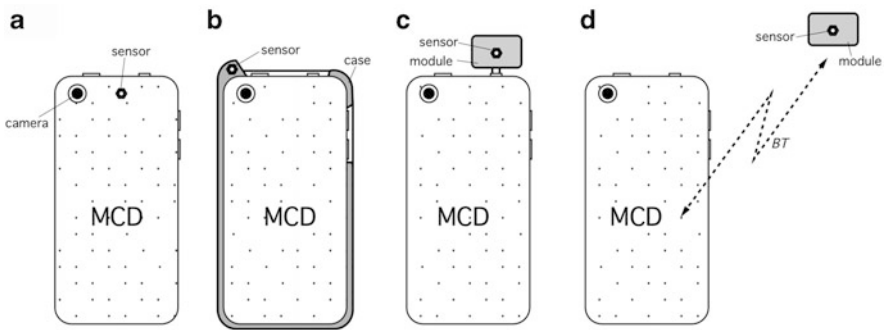 a
sensor
camera
MCD
b
sensor
case
MCD
c
sensor
module
MCD
d
sensor
module
BT
MCD